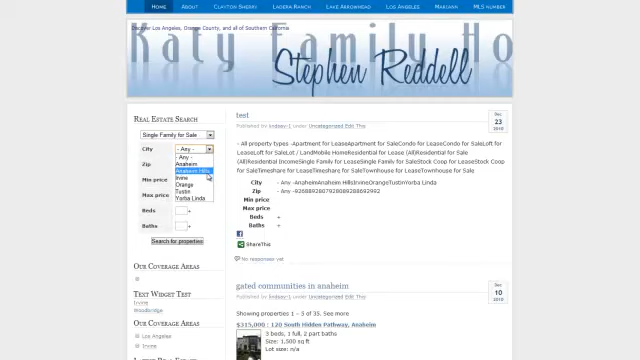 Home About Clayton Sherry Ladera Ranch Lake Arrowhead Los Angeles Mariann MLS number
Discover Los Angeles, Orange County, and all of Southern California
Katy Family Ho
Stephen Reddell
Real Estate Search
Single Family for Sale
City - Any -
- Any -
Anaheim
Anaheim Hills
Irvine
Orange
Tustin
Yorba Linda
Zip
Min price
Max price
Beds +
Baths +
Search for properties
Our Coverage Areas
Text Widget Test
Irvine
Woodbridge
Our Coverage Areas
Los Angeles
Irvine
test
Published by lindsay-1 under Uncategorized Edit This
Dec
23
2010
- All property types -Apartment for LeaseApartment for SaleCondo for LeaseCondo for SaleLoft for
LeaseLoft for SaleLot / LandMobile HomeResidential for Lease (All)Residential for Sale
(All)Residential IncomeSingle Family for LeaseSingle Family for SaleStock Coop for LeaseStock Coop
for SaleTimeshare for LeaseTimeshare for SaleTownhouse for LeaseTownhouse for Sale
City - Any -AnaheimAnaheim HillsIrvineOrangeTustinYorba Linda
Zip - Any -
Min price
Max price
Beds +
Baths +
ShareThis
No responses yet
gated communities in anaheim
Published by lindsay-1 under Uncategorized Edit This
Dec
10
2010
Showing properties 1 - 5 of 35. See more
$315,000 : 120 South Hidden Pathway, Anaheim
3 beds, 1 full, 2 part baths
Size: 1,500 sq ft
Lot size: n/a